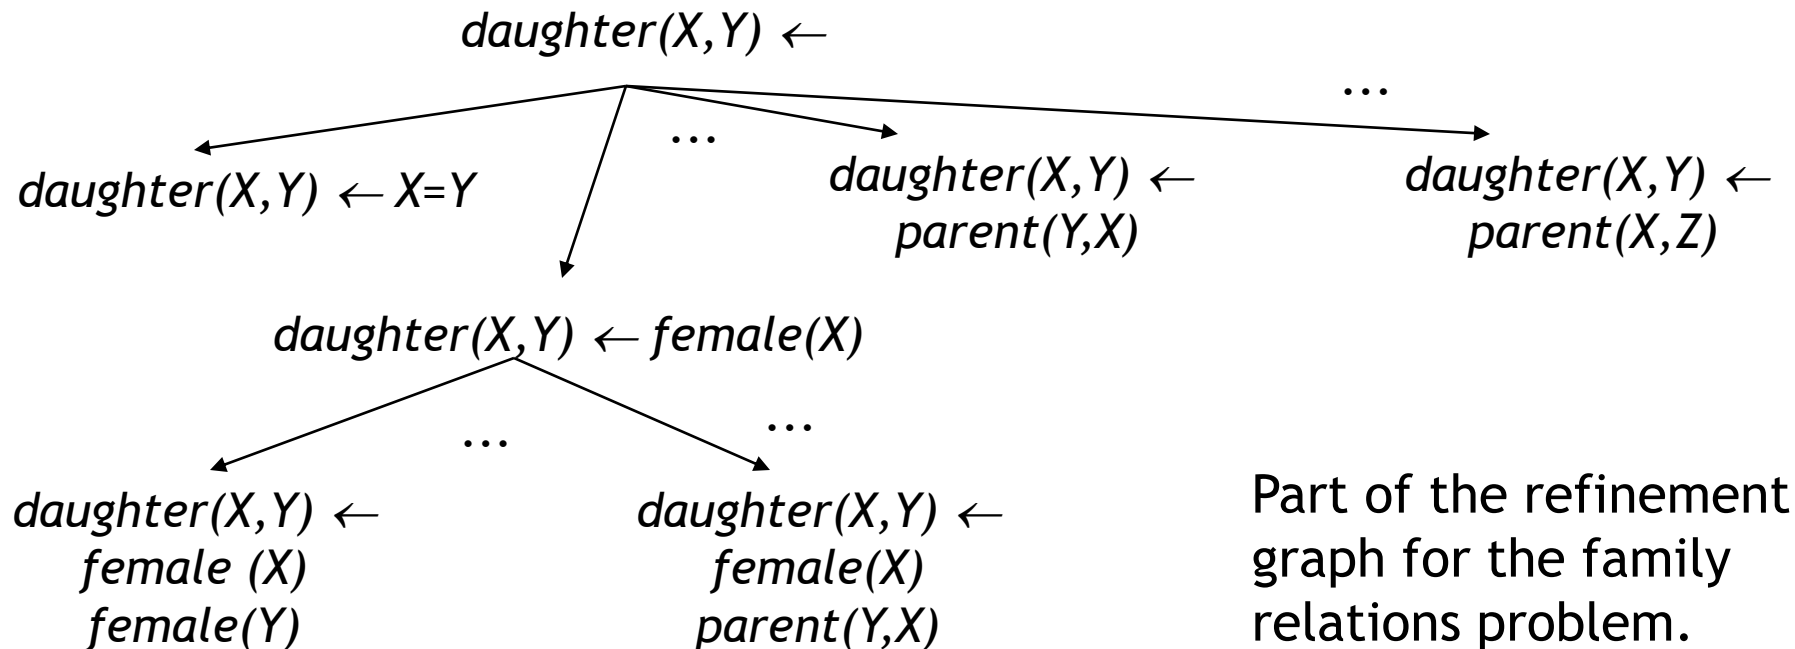 daughter(X,Y) ←
...
...
daughter(X,Y) ← X=Y
daughter(X,Y) ←
parent(Y,X)
daughter(X,Y) ←
parent(X,Z)
daughter(X,Y) ← female(X)
...
...
daughter(X,Y) ←
female (X)
female(Y)
daughter(X,Y) ←
female(X)
parent(Y,X)
Part of the refinement
graph for the family
relations problem.